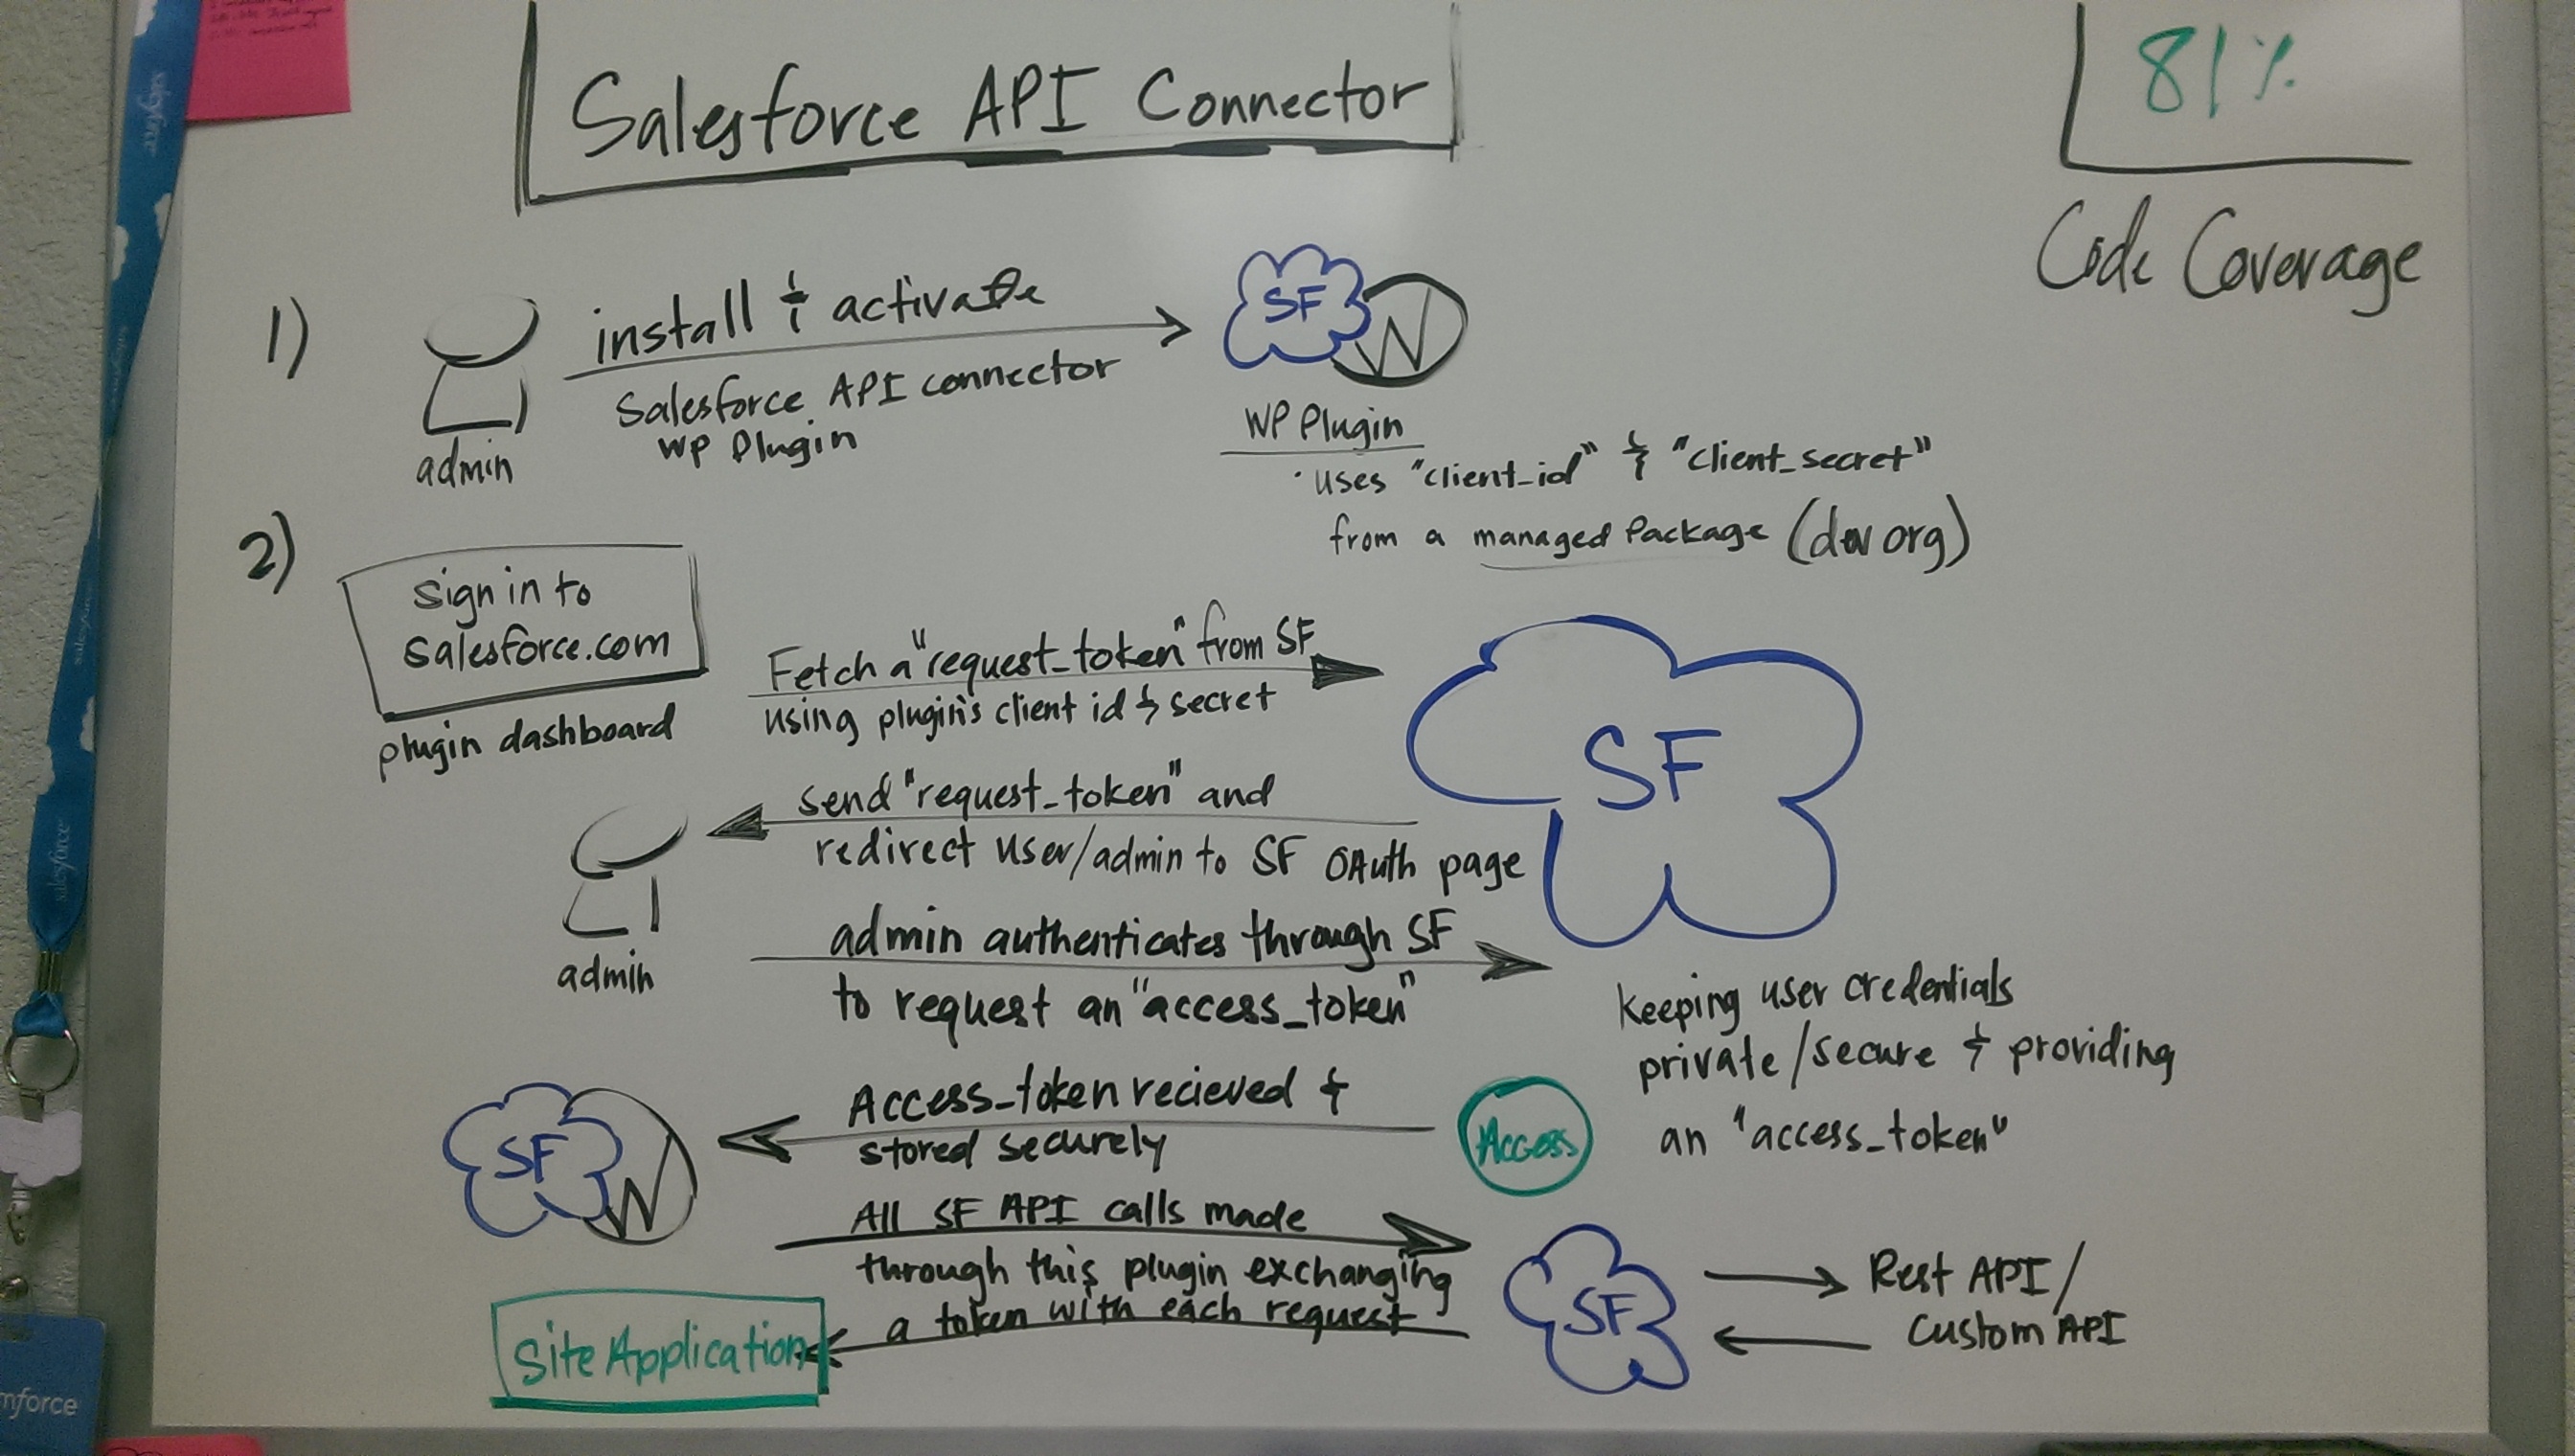 Salesforce API Connector
81%
Code Coverage
1)
install & activate
Salesforce API connector
WP Plugin
admin
SF W
WP Plugin
· uses "client_id" & "client_secret"
from a managed Package (dev org)
2)
Sign in to
Salesforce.com
plugin dashboard
Fetch a "request_token" from SF
using plugin's client id & secret
SF
send "request_token" and
redirect user/admin to SF OAuth page
admin
admin authenticates through SF
to request an "access_token"
keeping user credentials
private/secure & providing
an "access_token"
SF W
Access_token recieved &
stored securely
Access
All SF API calls made
through this plugin exchanging
a token with each request
Site Application
SF
Rest API/
Custom API
salesforce
salesforce
salesforce
salesforce
mforce